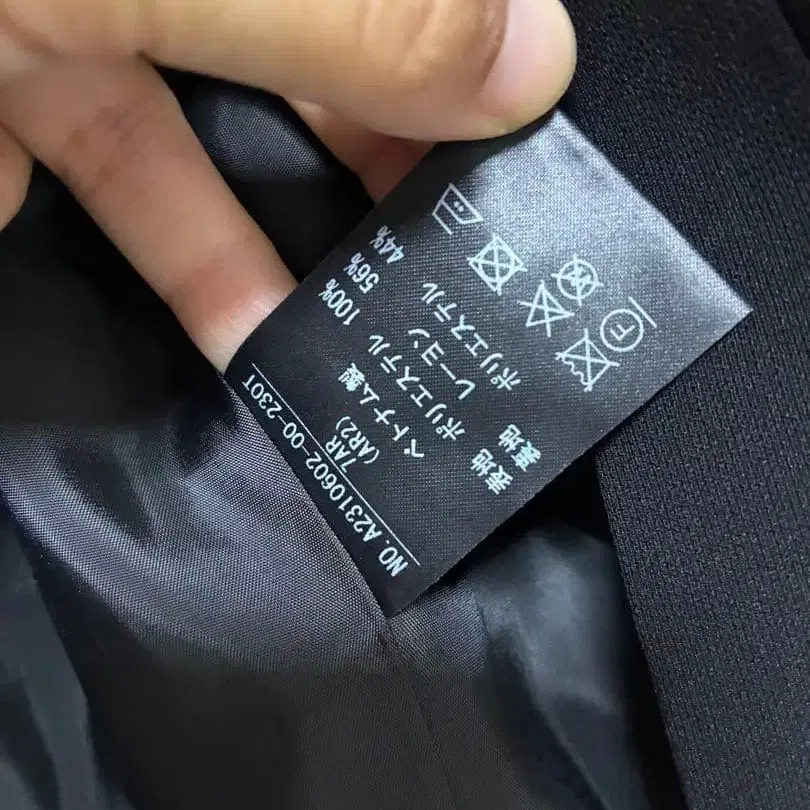 NO. A2310602-00-230T
7AR
(AR2)
ベトナム製
表地 ポリエステル 100%
裏地 レーヨン 56%
ポリエステル 44%
F